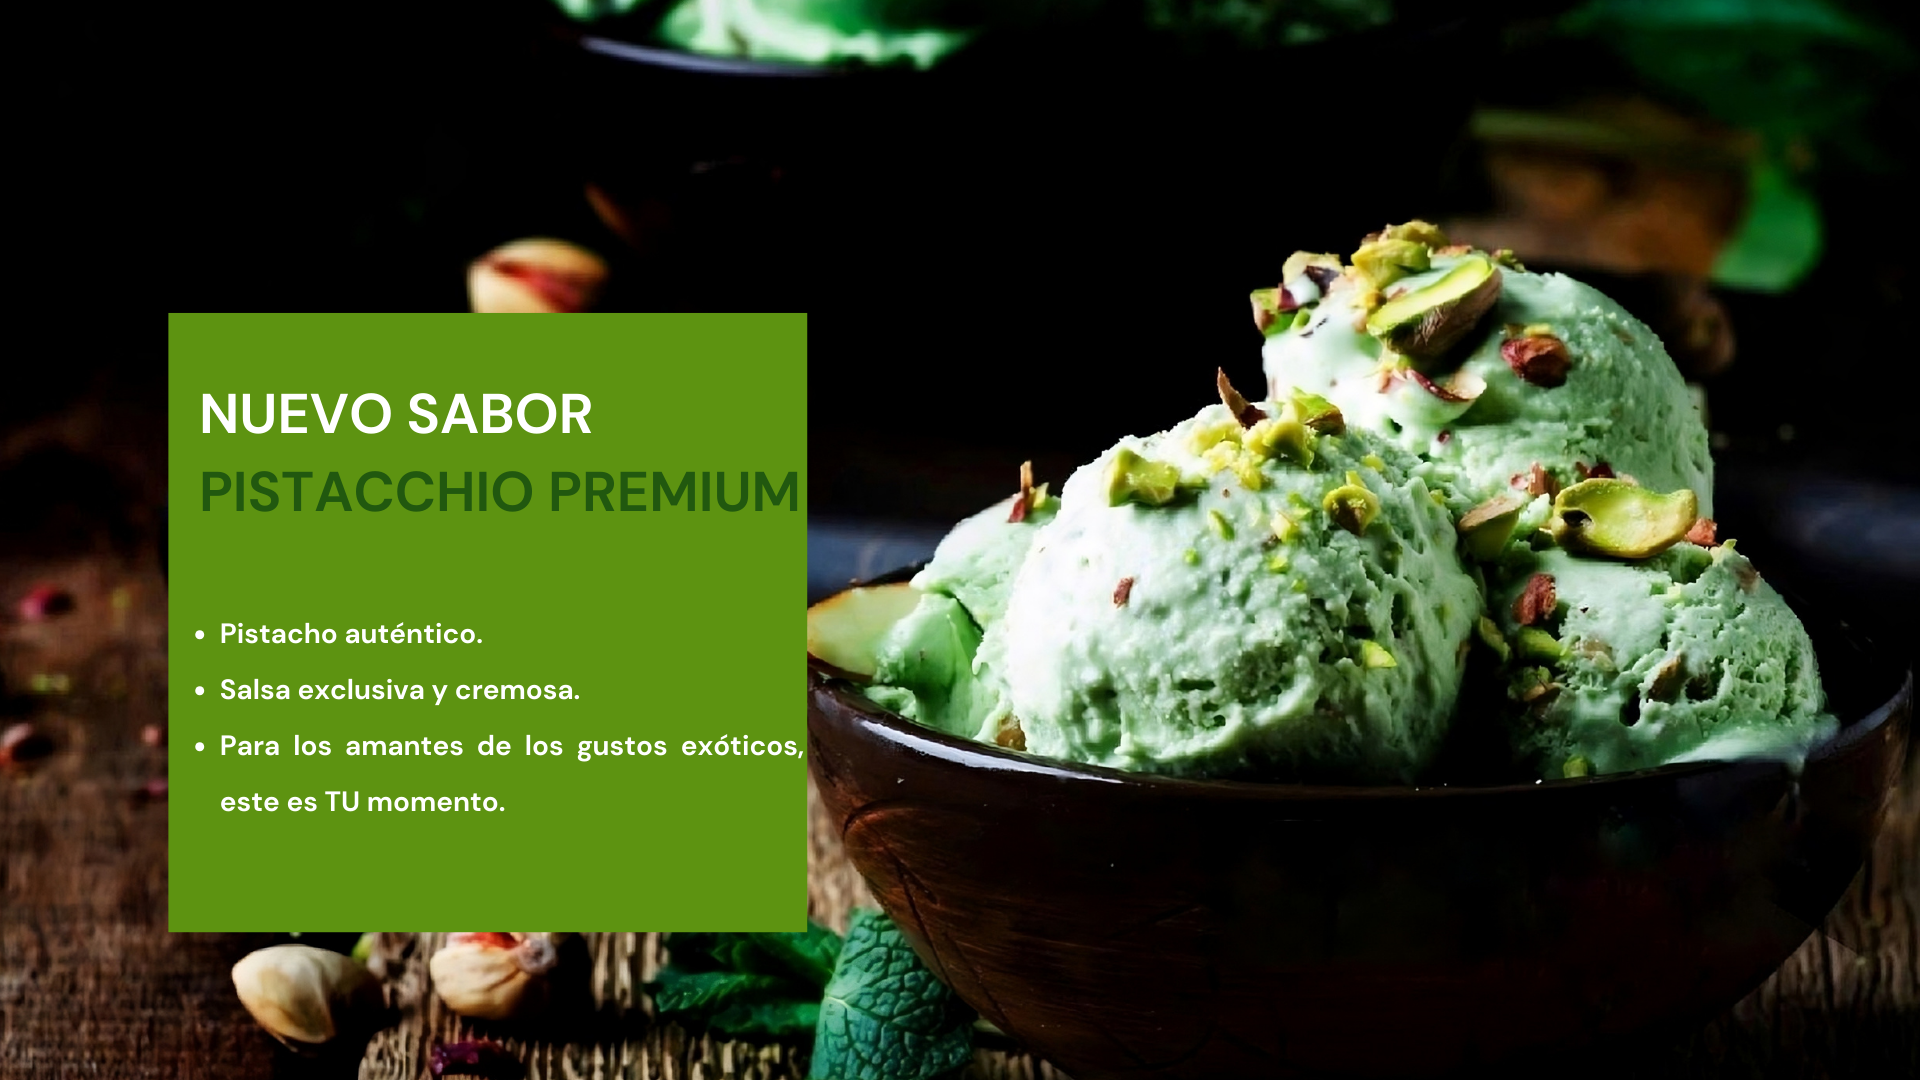 NUEVO SABOR
PISTACCHIO PREMIUM
• Pistacho auténtico.
• Salsa exclusiva y cremosa.
• Para los amantes de los gustos exóticos,
este es TU momento.